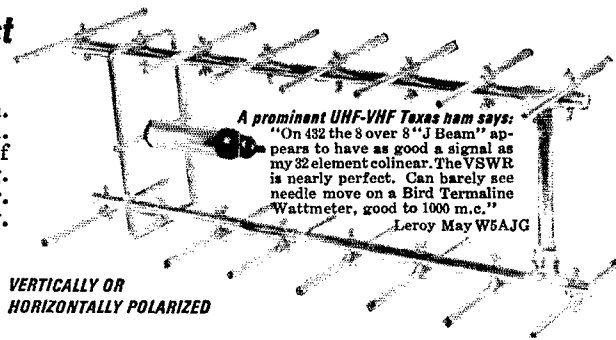 ct
A prominent UHF-VHF Texas ham says:
"On 432 the 8 over 8 "J Beam" ap-
pears to have as good a signal as
my 32 element colinear. The VSWR
is nearly perfect. Can barely see
needle move on a Bird Termaline
Wattmeter, good to 1000 m.c."
Leroy May W5AJG
VERTICALLY OR
HORIZONTALLY POLARIZED